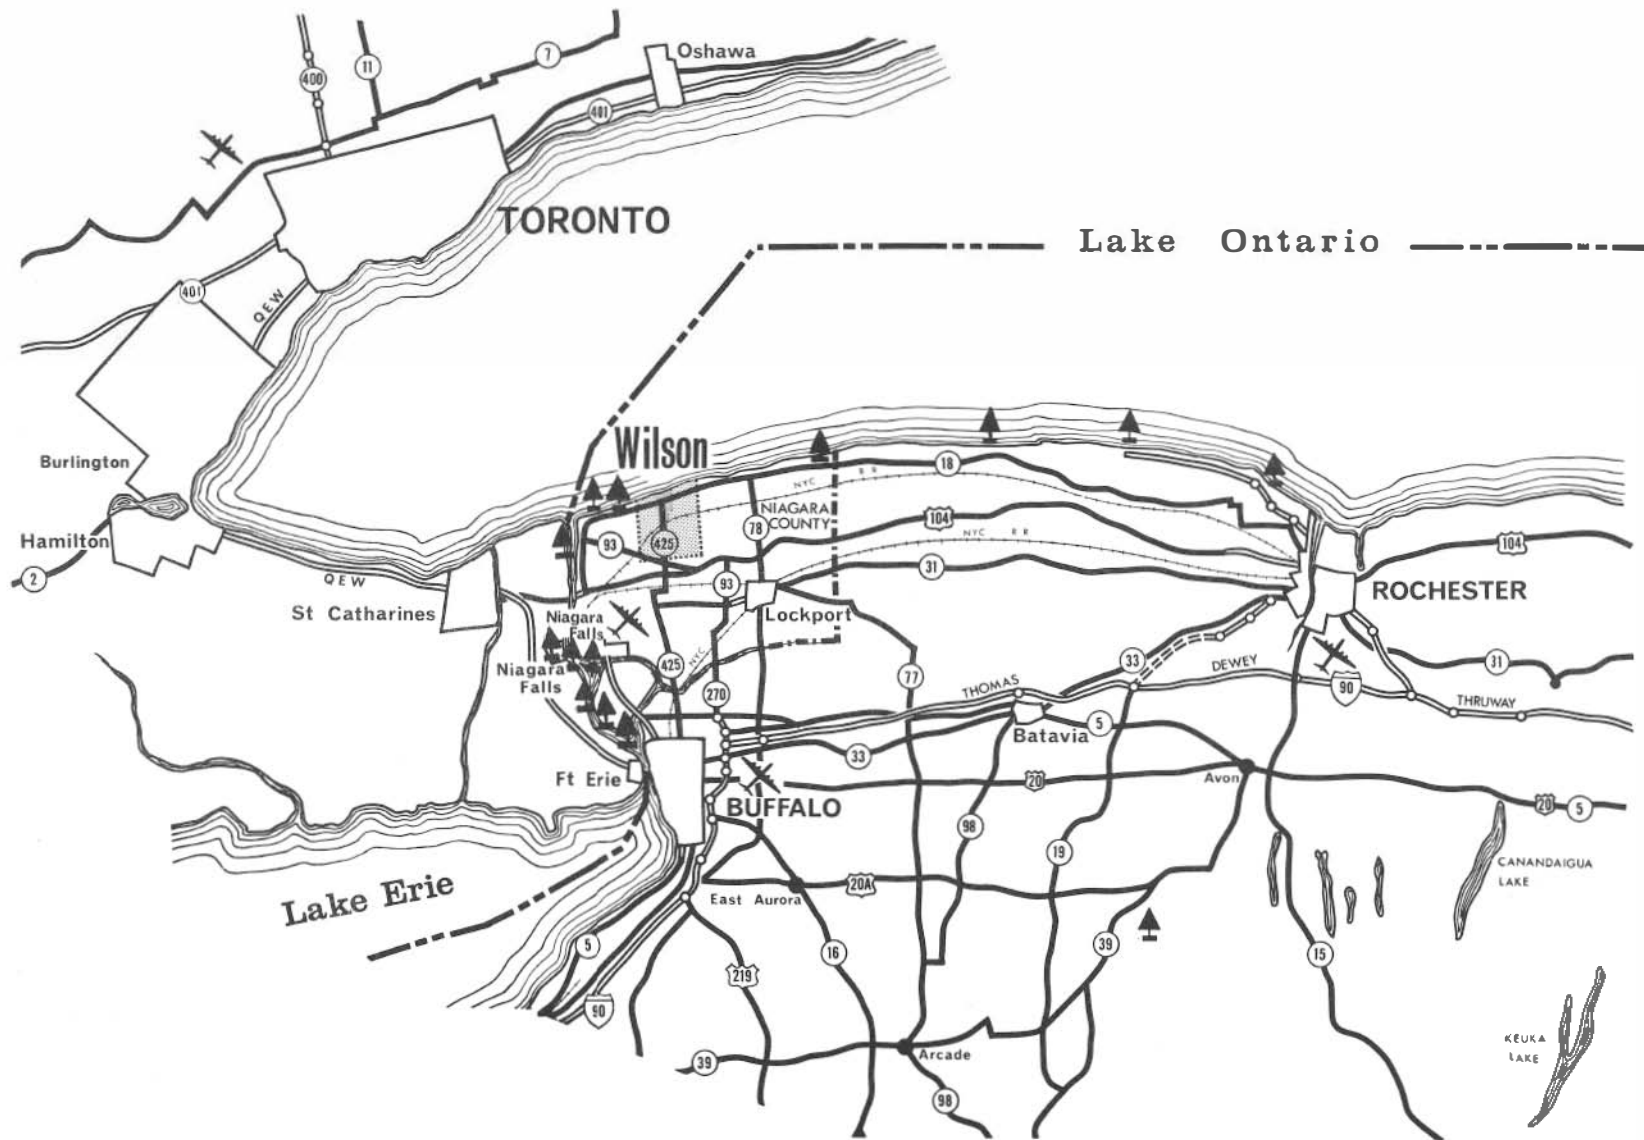 Oshawa
7
11
400
401
TORONTO
Lake Ontario
401
QEW
Wilson
Burlington
18
NYC
R R
NIAGARA
COUNTY
78
104
NYC R R
Hamilton
93
425
104
2
QEW
31
93
ROCHESTER
St Catharines
Niagara
Falls
Lockport
NYC
425
33
DEWEY
31
Niagara
Falls
270
77
THOMAS
90
THRUWAY
5
Batavia
33
Ft Erie
Avon
20
BUFFALO
20
5
98
19
CANANDAIGUA
LAKE
Lake Erie
East Aurora
20A
5
16
39
15
219
90
KEUKA
LAKE
39
Arcade
98